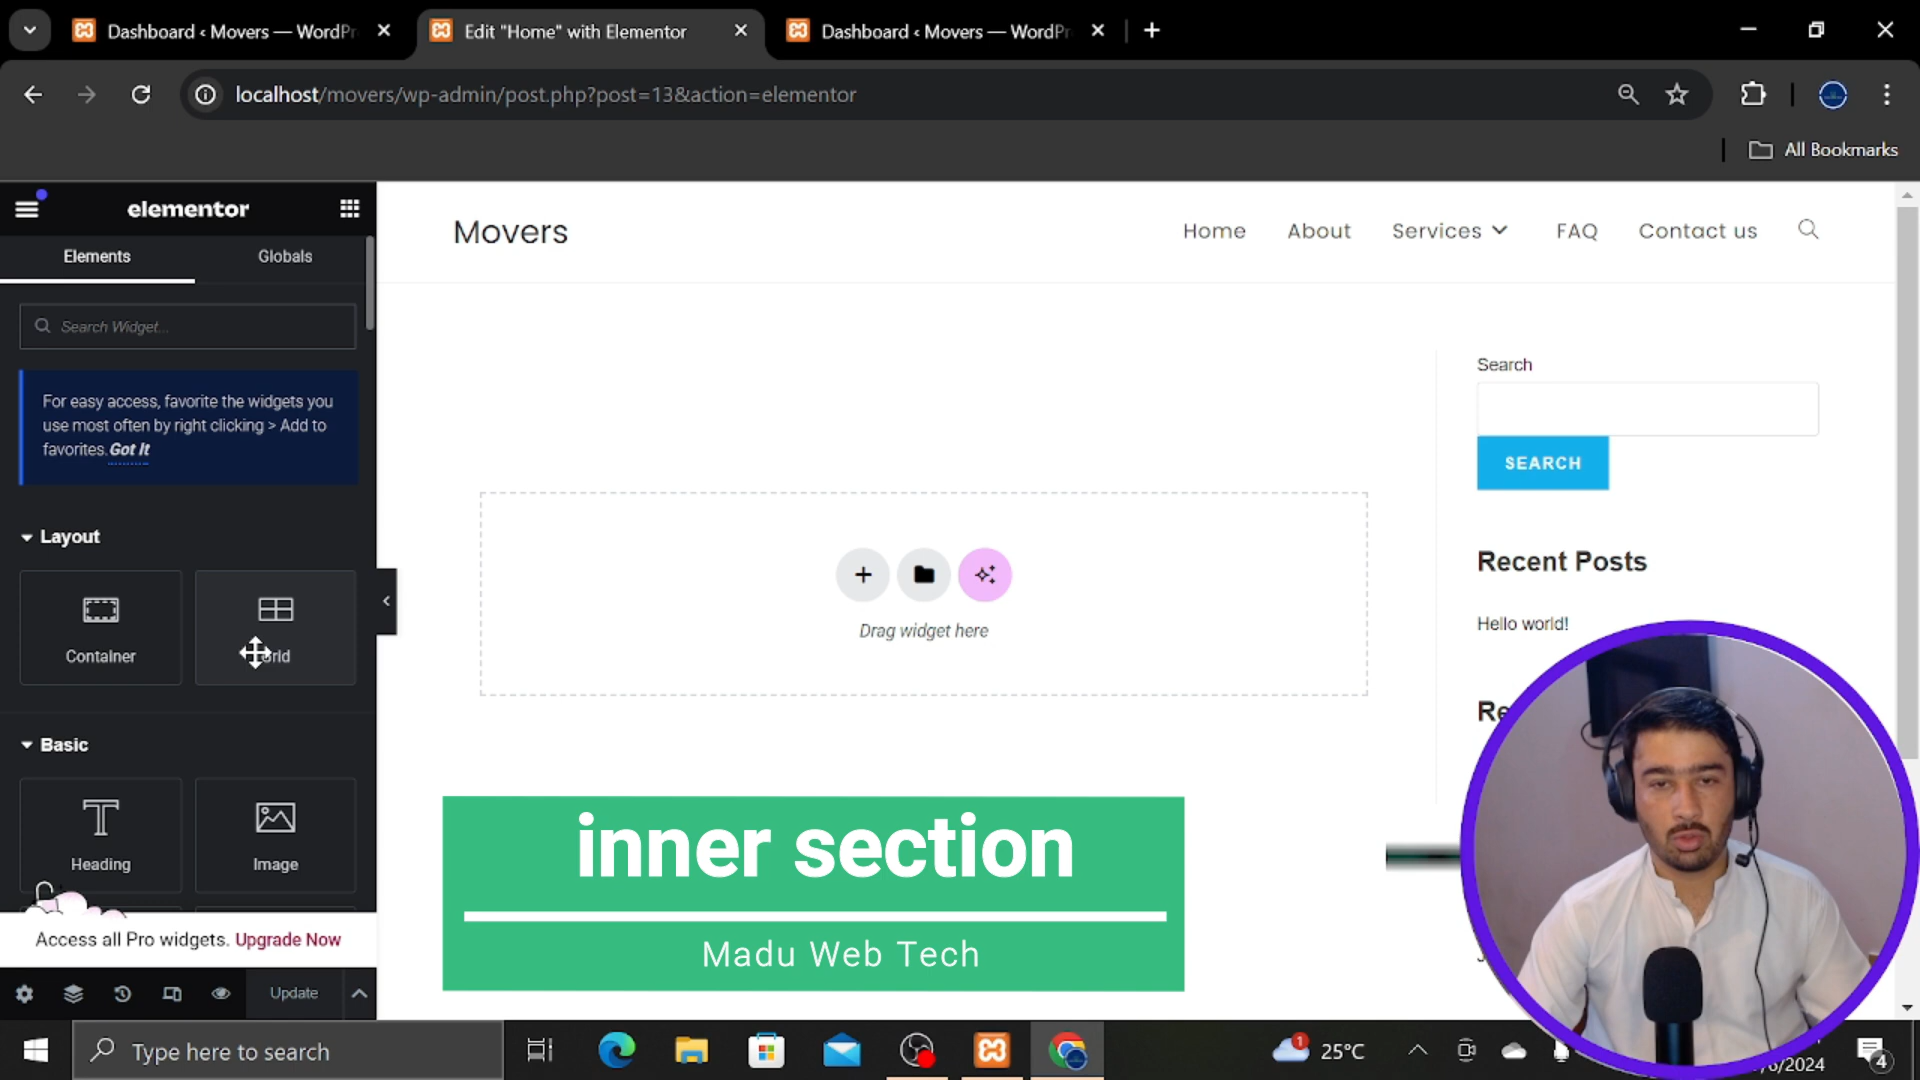 Dashboard ‹ Movers — WordPr
Edit "Home" with Elementor
Dashboard ‹ Movers — WordPr
localhost/movers/wp-admin/post.php?post=13&action=elementor
All Bookmarks
elementor
Elements
Globals
Search Widget...
For easy access, favorite the widgets you
use most often by right clicking > Add to
favorites. Got It
Layout
Container
Basic
Heading
Image
Access all Pro widgets. Upgrade Now
Update
Movers
Home
About
Services
FAQ
Contact us
Drag widget here
Search
SEARCH
Recent Posts
Hello world!
inner section
Madu Web Tech
Type here to search
1
25°C
4